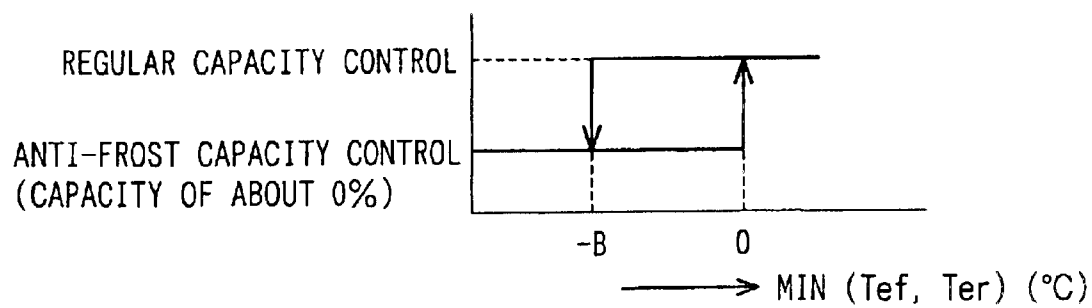 REGULAR CAPACITY CONTROL
ANTI-FROST CAPACITY CONTROL
(CAPACITY OF ABOUT 0%)
-B
0
MIN (Tef, Ter) (°C)